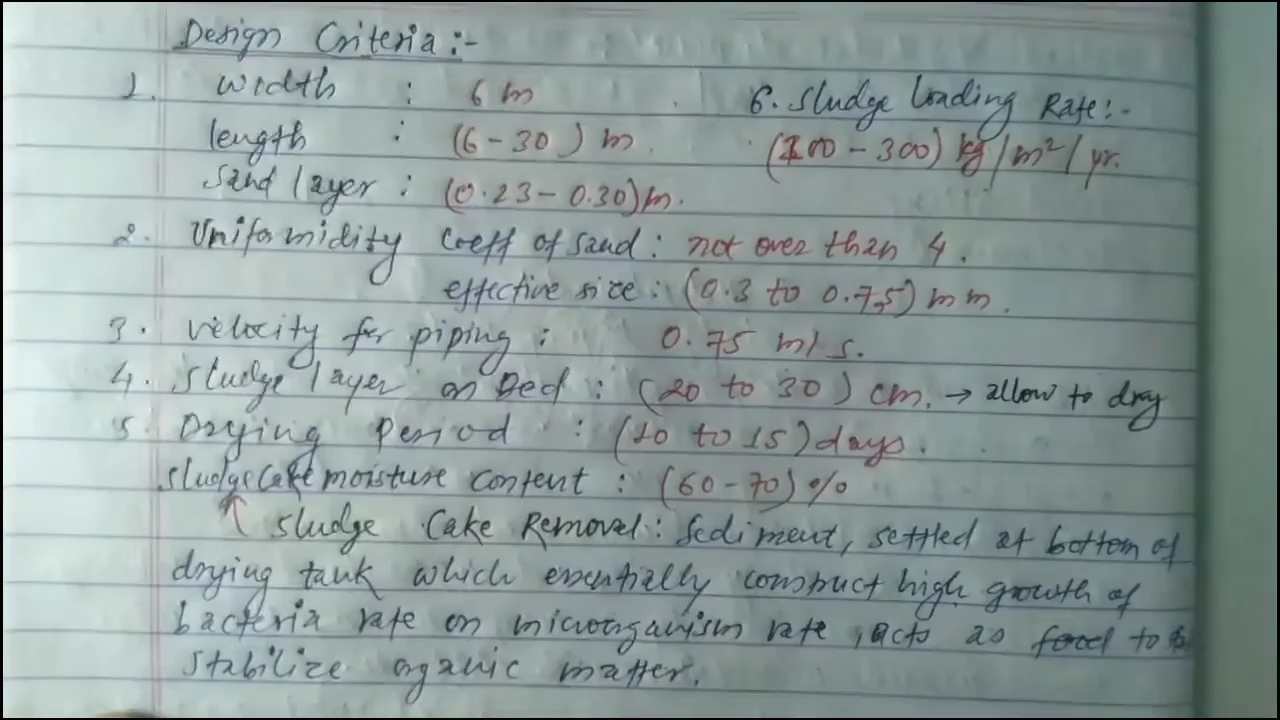 Design Criteria:-
1. width : 6 m
length : (6-30) m.
Sand layer : (0.23-0.30)m.
6. Sludge loading Rate:-
(100-300) kg/m²/yr.
2. Uniformidity Coeff of sand : not over than 4.
effective size : (0.3 to 0.75) mm.
3. velocity for piping : 0.75 m/s.
4. Sludge layer on Bed : (20 to 30) cm. → allow to dry
5. Drying Period : (10 to 15) days.
sludge Cake moisture content : (60-70) %
↑ Sludge Cake Removal : Sediment, settled at bottom of
drying tank which essentially construct high growth of
bacteria rate on microorganism rate, acts as food to
stabilize organic matter.